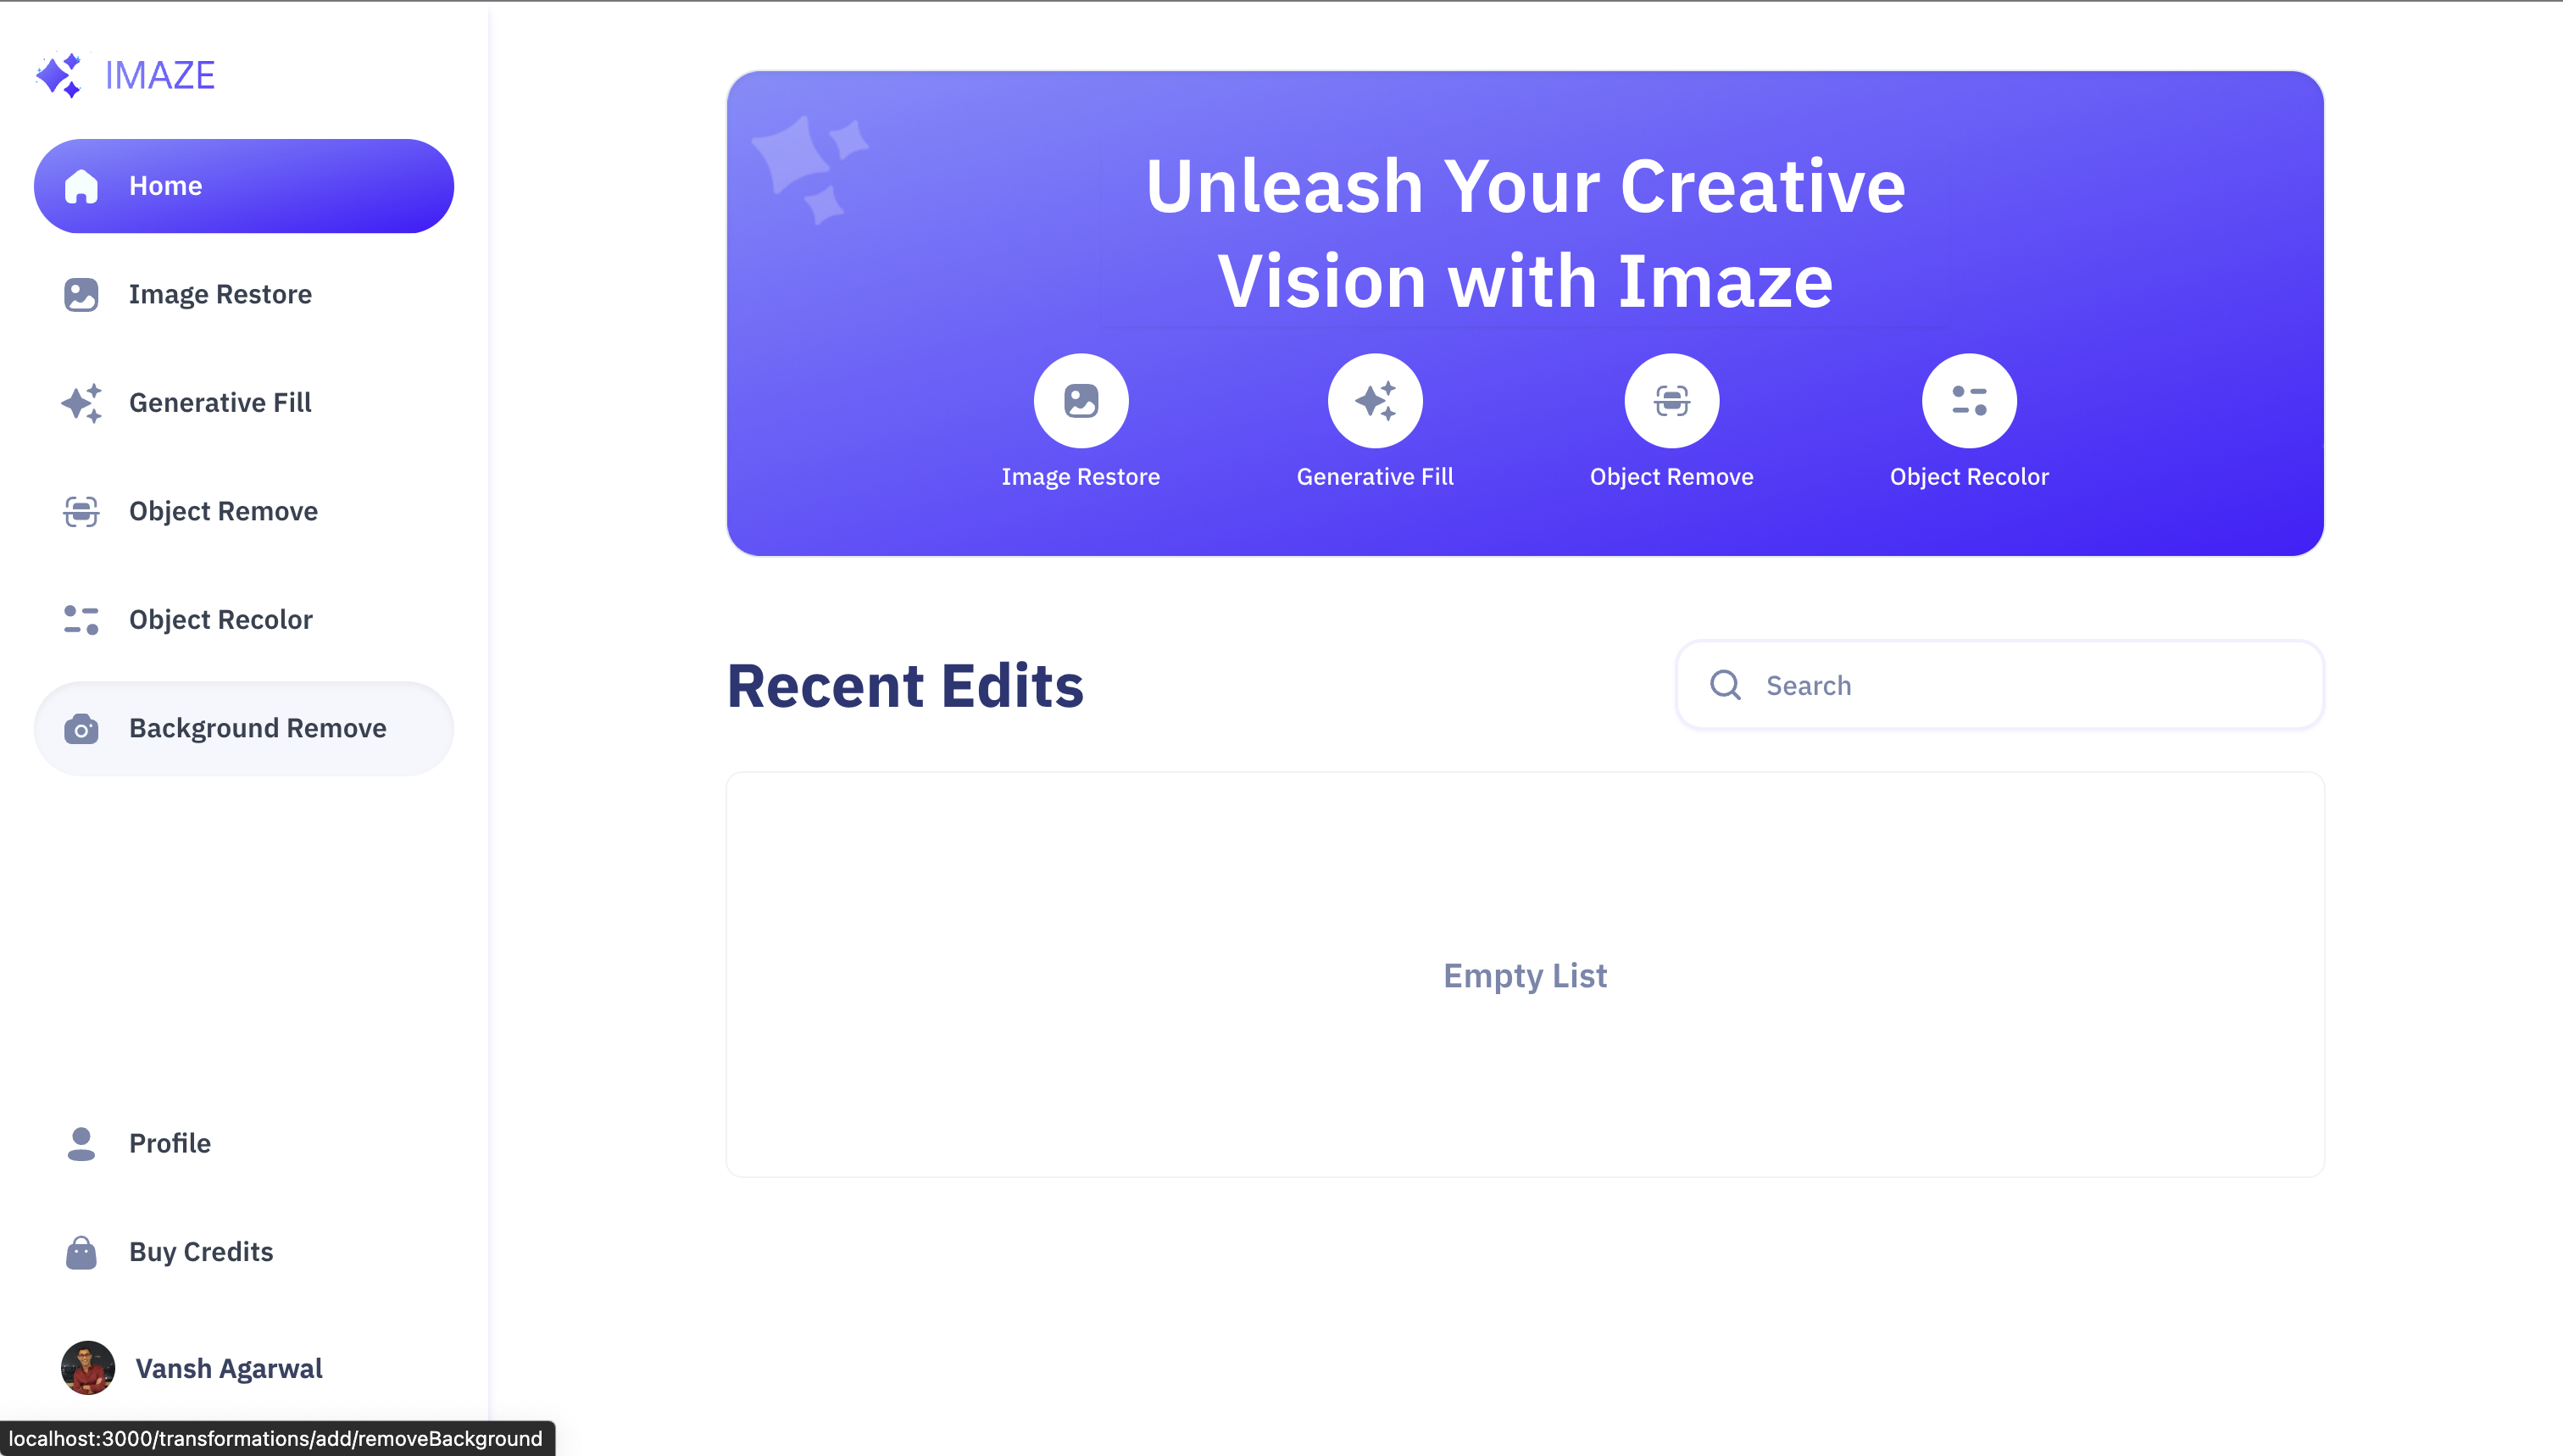 IMAZE
Home
Image Restore
Generative Fill
Object Remove
Object Recolor
Background Remove
Profile
Buy Credits
Vansh Agarwal
localhost:3000/transformations/add/removeBackground
Unleash Your Creative
Vision with Imaze
Image Restore
Generative Fill
Object Remove
Object Recolor
Recent Edits
Search
Empty List